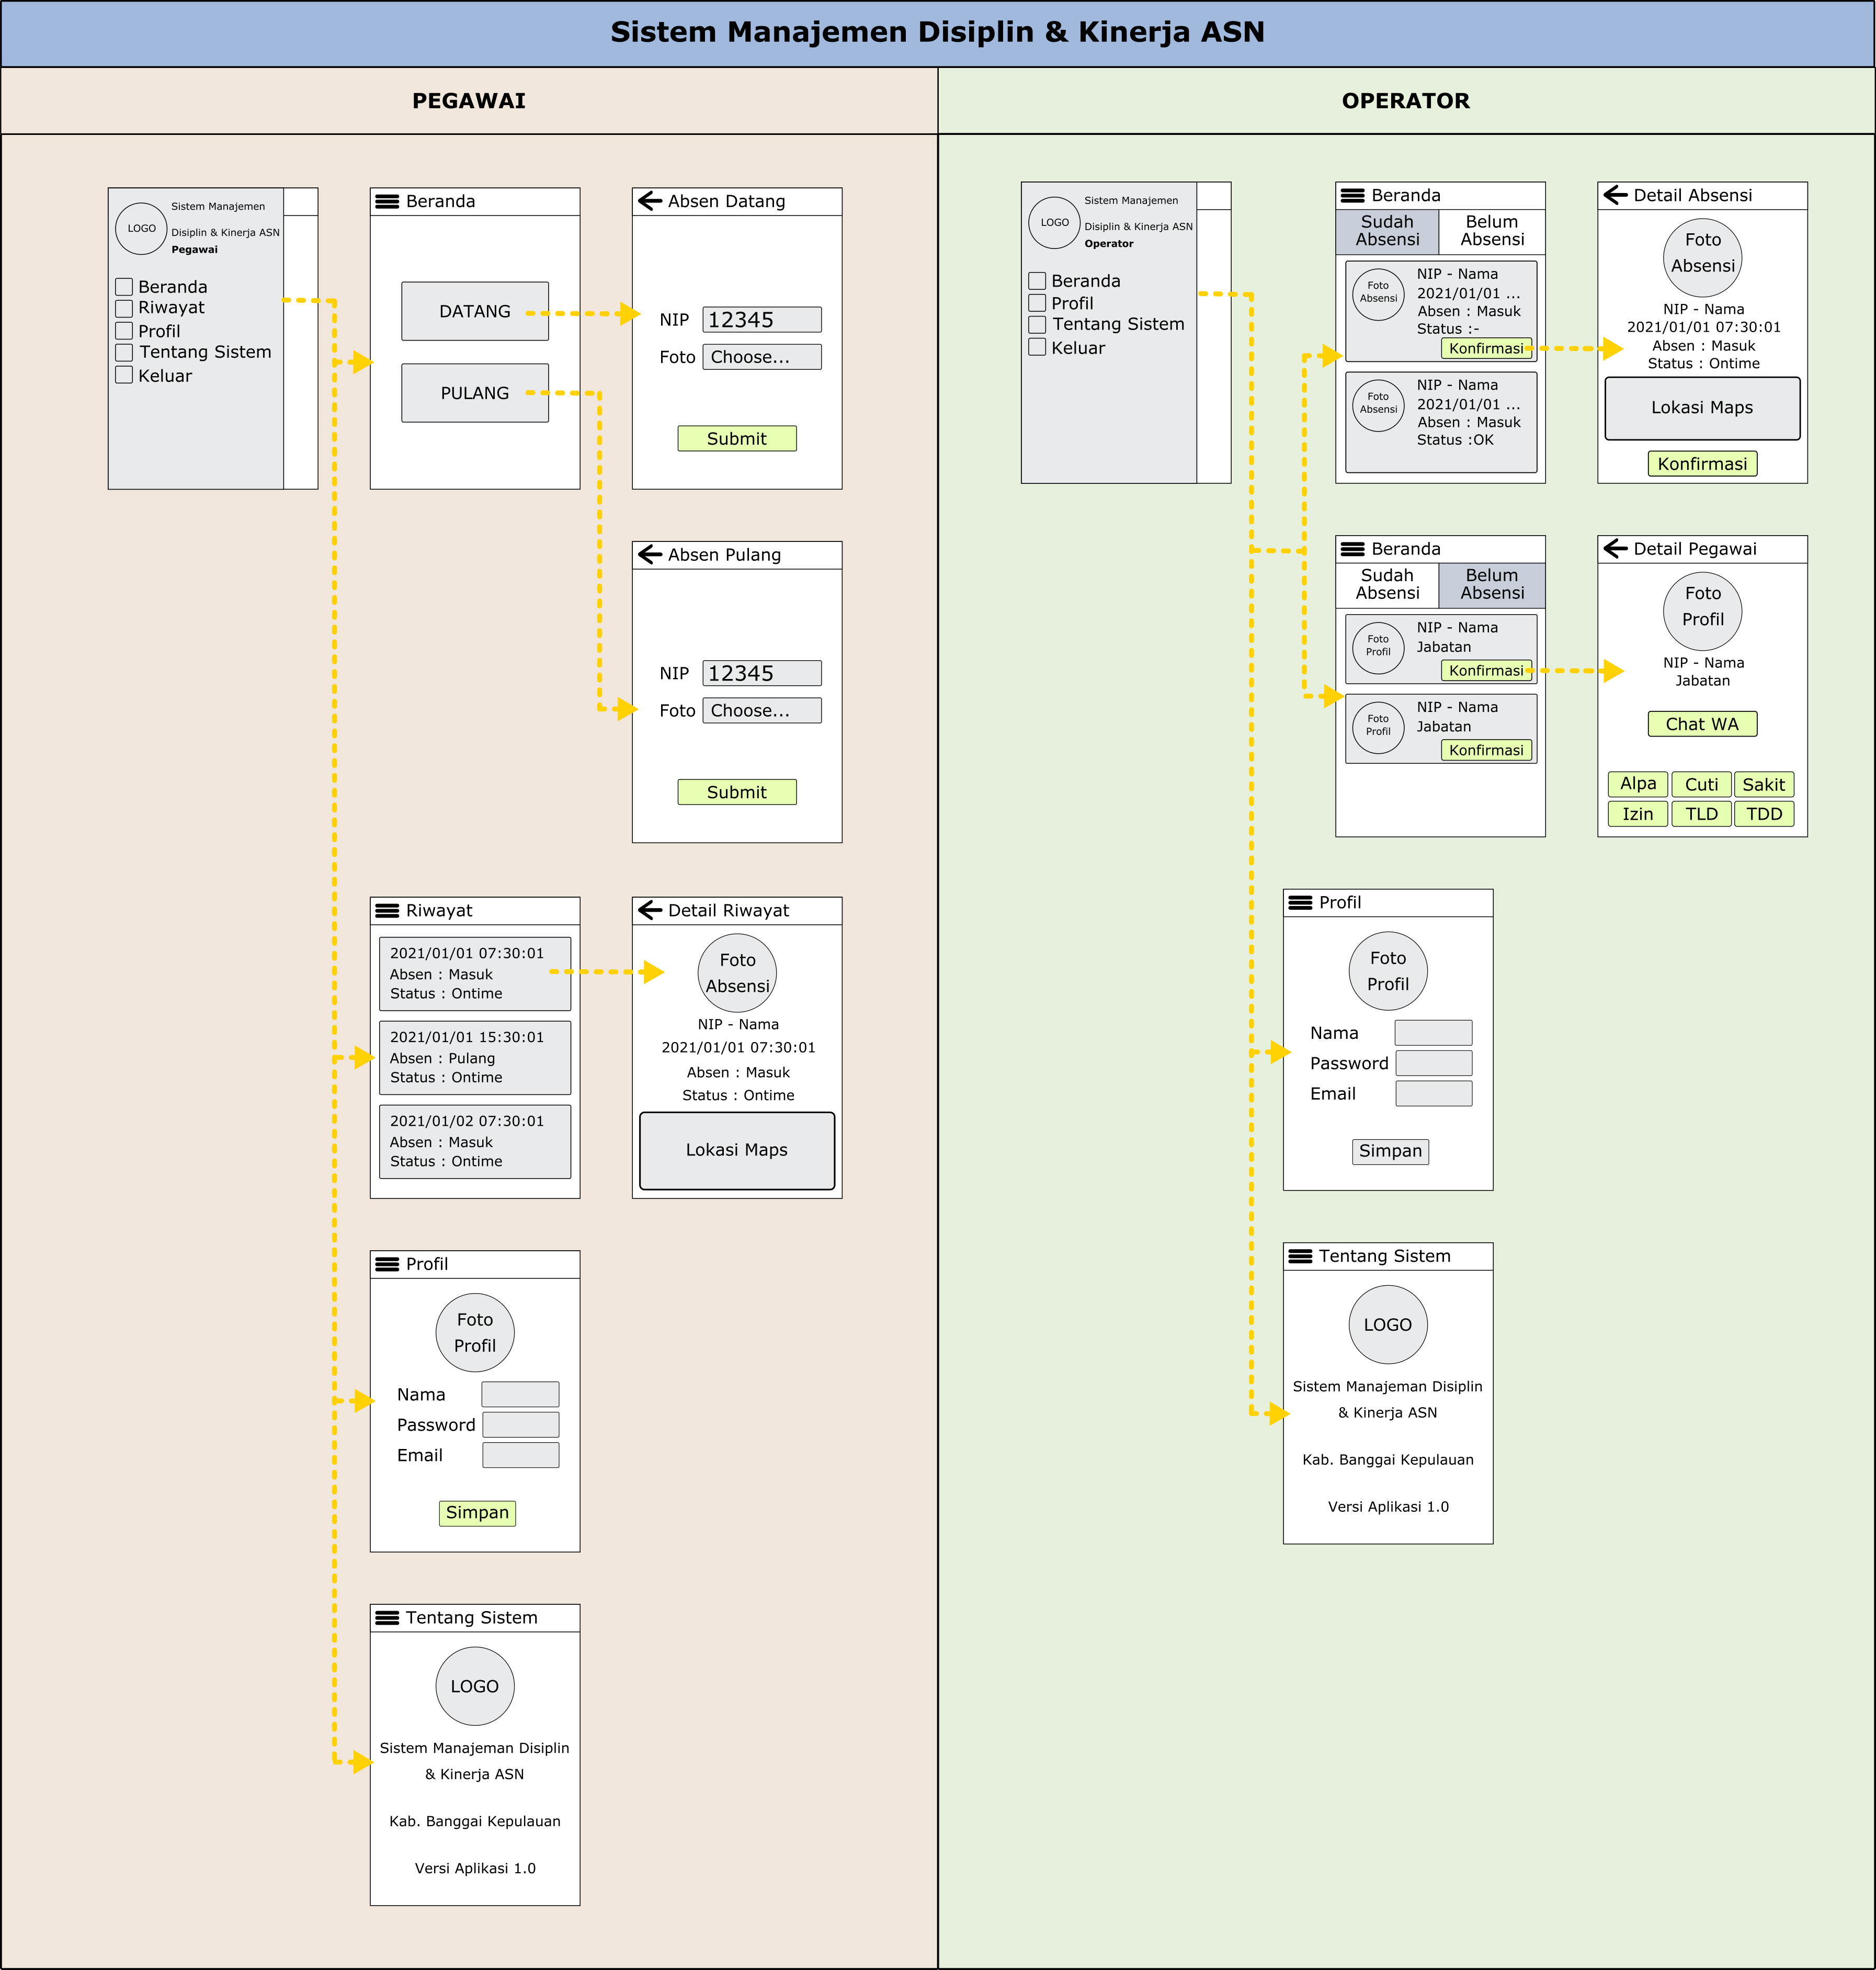 Sistem Manajemen Disiplin & Kinerja ASN
PEGAWAI
Sistem Manajemen
LOGO
Disiplin & Kinerja ASN
Pegawai
Beranda
Riwayat
Profil
Tentang Sistem
Keluar
Beranda
DATANG
PULANG
Absen Datang
NIP 12345
Foto Choose...
Submit
Absen Pulang
NIP 12345
Foto Choose...
Submit
Riwayat
2021/01/01 07:30:01
Absen : Masuk
Status : Ontime
2021/01/01 15:30:01
Absen : Pulang
Status : Ontime
2021/01/02 07:30:01
Absen : Masuk
Status : Ontime
Detail Riwayat
Foto
Absensi
NIP - Nama
2021/01/01 07:30:01
Absen : Masuk
Status : Ontime
Lokasi Maps
Profil
Foto
Profil
Nama
Password
Email
Simpan
Tentang Sistem
LOGO
Sistem Manajeman Disiplin
& Kinerja ASN
Kab. Banggai Kepulauan
Versi Aplikasi 1.0
OPERATOR
Sistem Manajemen
LOGO
Disiplin & Kinerja ASN
Operator
Beranda
Profil
Tentang Sistem
Keluar
Beranda
Sudah
Absensi
Belum
Absensi
Foto
Absensi
NIP - Nama
2021/01/01 ...
Absen : Masuk
Status :-
Konfirmasi
Foto
Absensi
NIP - Nama
2021/01/01 ...
Absen : Masuk
Status :OK
Detail Absensi
Foto
Absensi
NIP - Nama
2021/01/01 07:30:01
Absen : Masuk
Status : Ontime
Lokasi Maps
Konfirmasi
Beranda
Sudah
Absensi
Belum
Absensi
Foto
Profil
NIP - Nama
Jabatan
Konfirmasi
Foto
Profil
NIP - Nama
Jabatan
Konfirmasi
Detail Pegawai
Foto
Profil
NIP - Nama
Jabatan
Chat WA
Alpa Cuti Sakit
Izin TLD TDD
Profil
Foto
Profil
Nama
Password
Email
Simpan
Tentang Sistem
LOGO
Sistem Manajeman Disiplin
& Kinerja ASN
Kab. Banggai Kepulauan
Versi Aplikasi 1.0